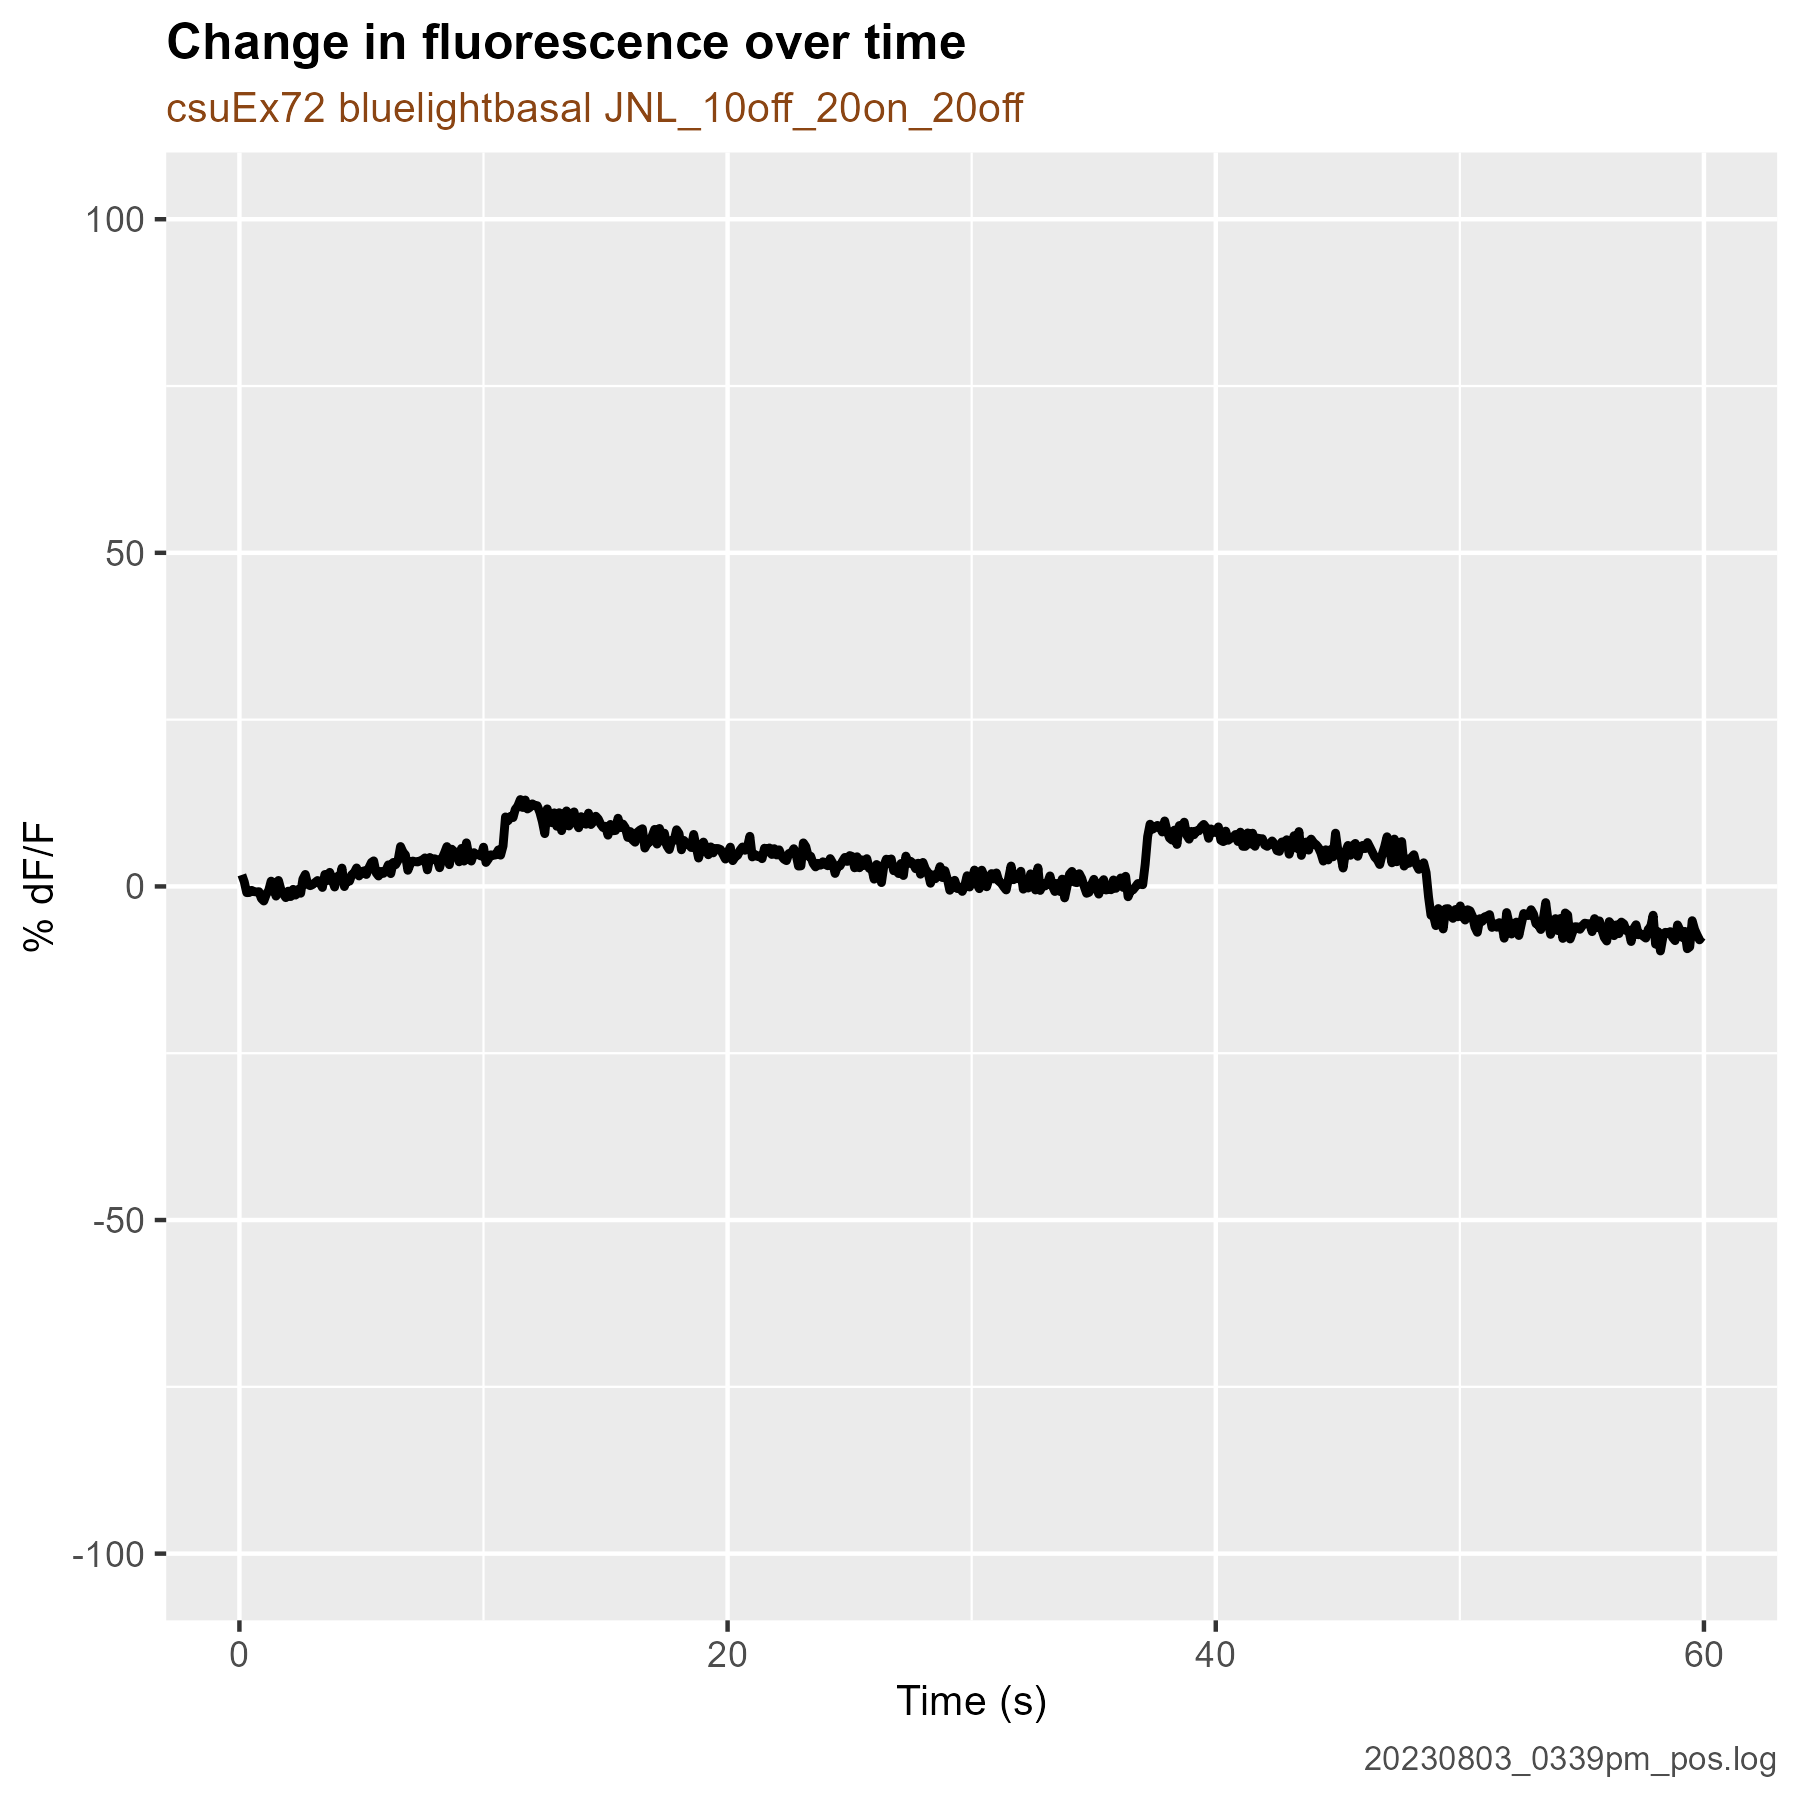 Change in fluorescence over time
csuEx72 bluelightbasal JNL_10off_20on_20off
100
50
0
-50
-100
% dF/F
0 20 40 60
Time (s)
20230803_0339pm_pos.log